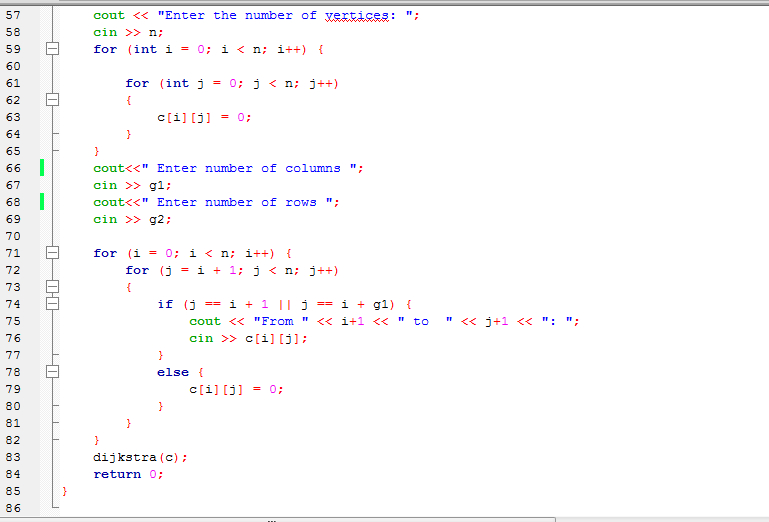 57 cout << "Enter the number of vertices: ";
58 cin >> n;
59 for (int i = 0; i < n; i++) {
60
61 for (int j = 0; j < n; j++)
62 {
63 c[i][j] = 0;
64 }
65 }
66 cout<<" Enter number of columns ";
67 cin >> g1;
68 cout<<" Enter number of rows ";
69 cin >> g2;
70
71 for (i = 0; i < n; i++) {
72 for (j = i + 1; j < n; j++)
73 {
74 if (j == i + 1 || j == i + g1) {
75 cout << "From " << i+1 << " to  " << j+1 << ": ";
76 cin >> c[i][j];
77 }
78 else {
79 c[i][j] = 0;
80 }
81 }
82 }
83 dijkstra(c);
84 return 0;
85 }
86